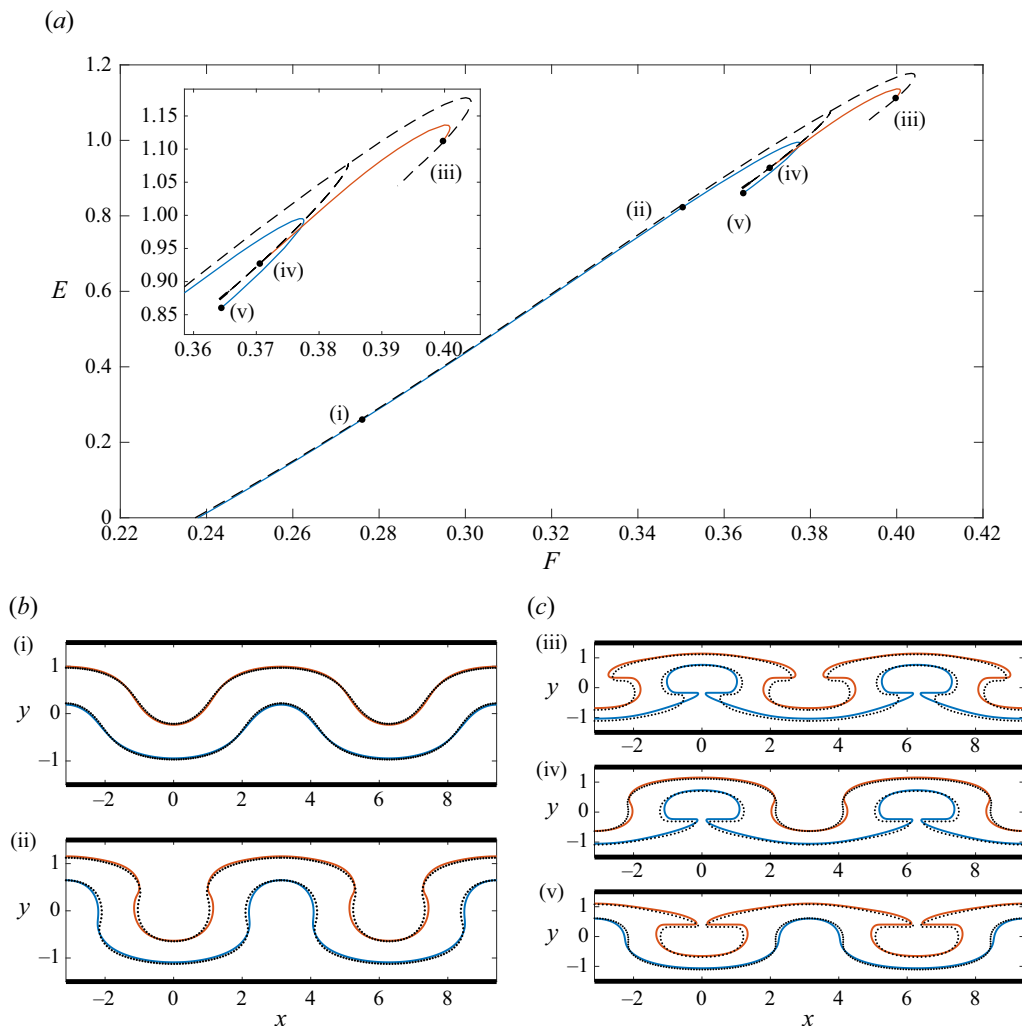 (a)
1.2
1.0
0.8
0.6
0.4
0.2
0
E
0.22 0.24 0.26 0.28 0.30 0.32 0.34 0.36 0.38 0.40 0.42
F
(i)
(ii)
(iii)
(iv)
(v)
1.15
1.10
1.05
1.00
0.95
0.90
0.85
0.36 0.37 0.38 0.39 0.40
(iii)
(iv)
(v)
(b)
(i)
1
y 0
−1
−2 0 2 4 6 8
(ii)
1
y 0
−1
−2 0 2 4 6 8
x
(c)
(iii)
1
y 0
−1
−2 0 2 4 6 8
(iv)
1
y 0
−1
−2 0 2 4 6 8
(v)
1
y 0
−1
−2 0 2 4 6 8
x